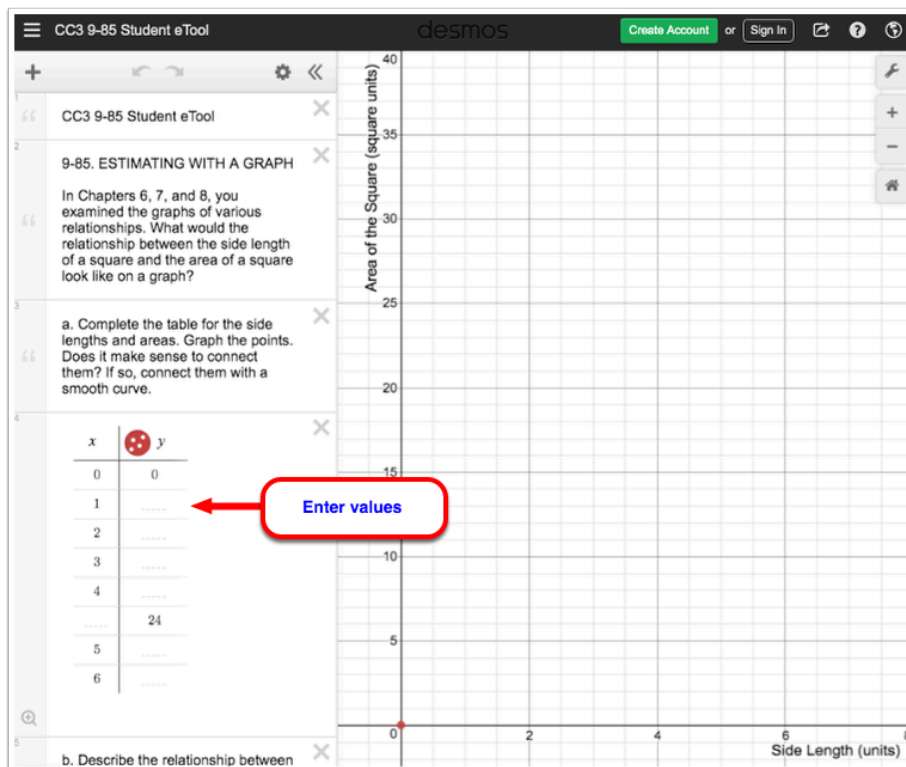 CC3 9-85 Student eTool
desmos
Create Account or Sign In
1
CC3 9-85 Student eTool
2
9-85. ESTIMATING WITH A GRAPH
In Chapters 6, 7, and 8, you
examined the graphs of various
relationships. What would the
relationship between the side length
of a square and the area of a square
look like on a graph?
3
a. Complete the table for the side
lengths and areas. Graph the points.
Does it make sense to connect
them? If so, connect them with a
smooth curve.
4
x y
0 0
1
2
3
4
24
5
6
Enter values
5
b. Describe the relationship between
Area of the Square (square units)
40
35
30
25
20
15
10
5
0 2 4 6
Side Length (units)